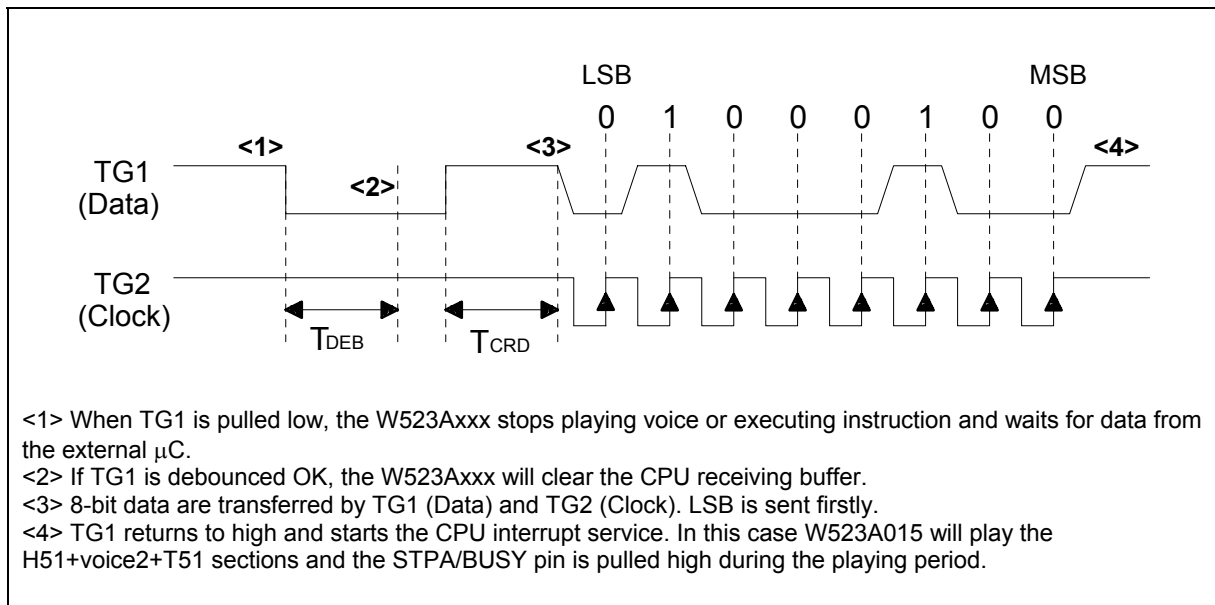 LSB MSB
0 1 0 0 0 1 0 0
<1> <3> <4>
TG1
(Data)
<2>
TG2
(Clock)
TDEB TCRD
<1> When TG1 is pulled low, the W523Axxx stops playing voice or executing instruction and waits for data from
the external μC.
<2> If TG1 is debounced OK, the W523Axxx will clear the CPU receiving buffer.
<3> 8-bit data are transferred by TG1 (Data) and TG2 (Clock). LSB is sent firstly.
<4> TG1 returns to high and starts the CPU interrupt service. In this case W523A015 will play the
H51+voice2+T51 sections and the STPA/BUSY pin is pulled high during the playing period.